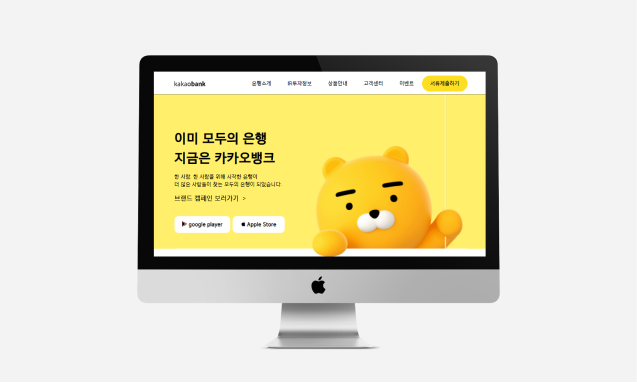 kakaobank
은행소개
IR투자정보
상품안내
고객센터
이벤트
서류제출하기
이미 모두의 은행
지금은 카카오뱅크
한 사람, 한 사람을 위해 시작한 은행이
더 많은 사람들이 찾는 모두의 은행이 되었습니다.
브랜드 캠페인 보러가기 >
google player
Apple Store